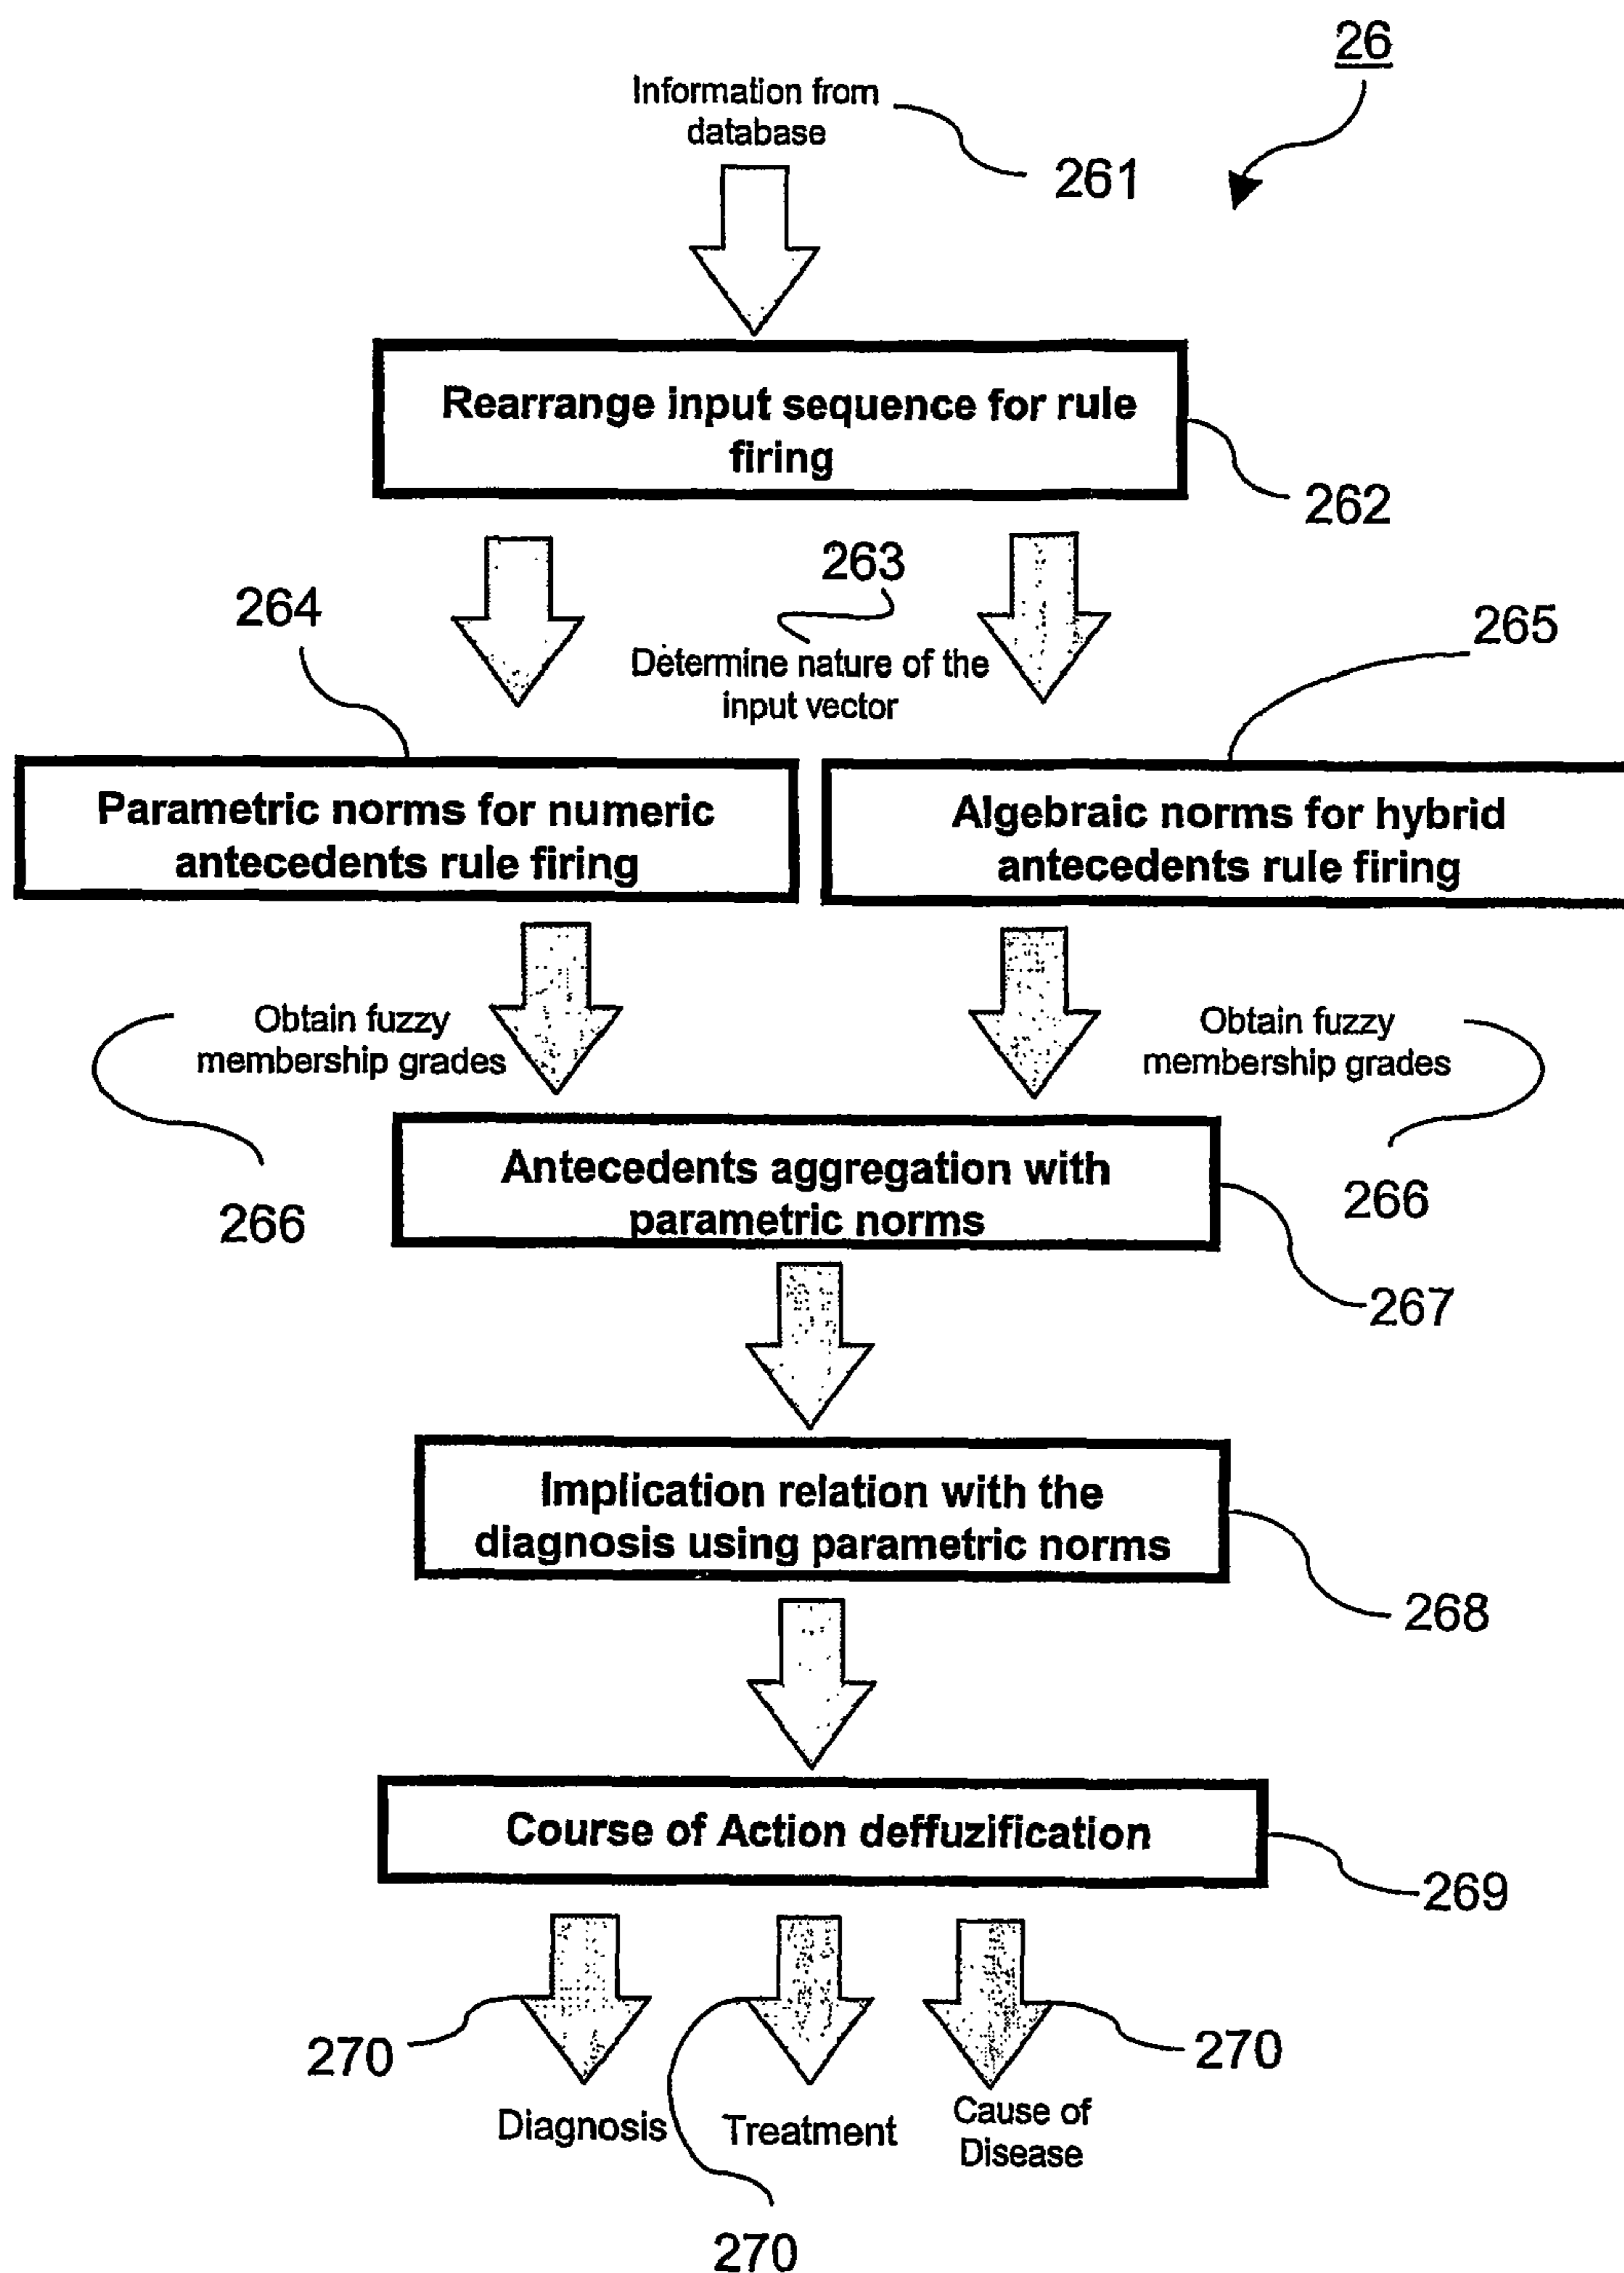 26
Information from
database
261
Rearrange input sequence for rule
firing
262
263
264
Determine nature of the
input vector
265
Parametric norms for numeric
antecedents rule firing
Algebraic norms for hybrid
antecedents rule firing
Obtain fuzzy
membership grades
Obtain fuzzy
membership grades
266
Antecedents aggregation with
parametric norms
266
267
Implication relation with the
diagnosis using parametric norms
268
Course of Action deffuzification
269
270
270
Diagnosis
Treatment
Cause of
Disease
270